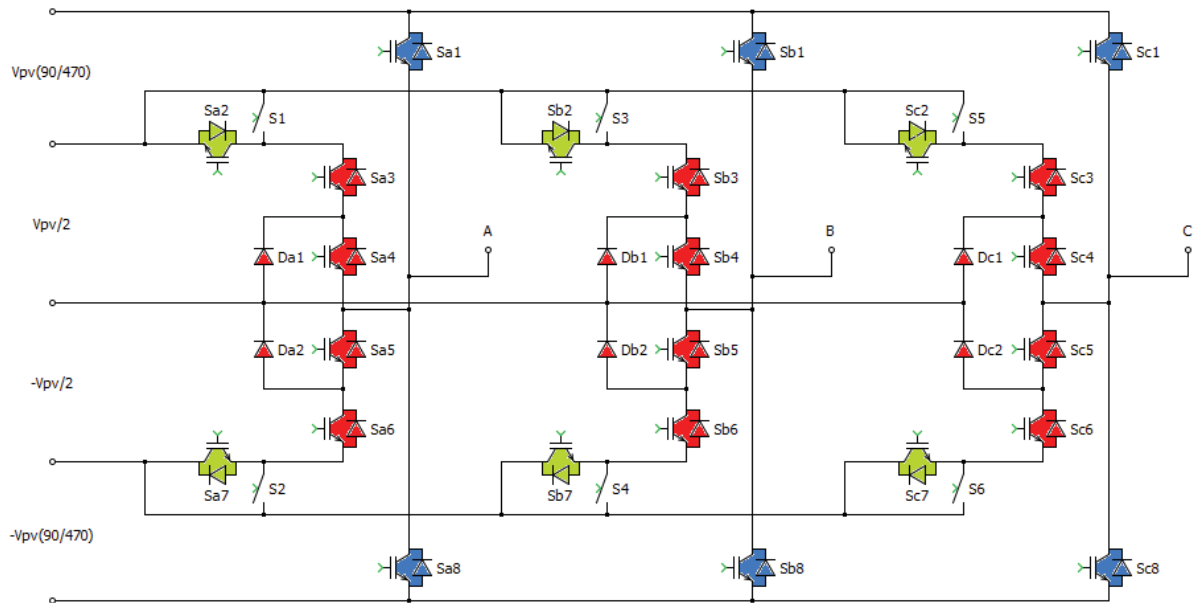 Sa1 Sb1 Sc1
Vpv(90/470)
Sa2 S1 Sb2 S3 Sc2 S5
Sa3 Sb3 Sc3
Vpv/2
A B C
Da1 Sa4 Db1 Sb4 Dc1 Sc4
Da2 Sa5 Db2 Sb5 Dc2 Sc5
-Vpv/2
Sa6 Sb6 Sc6
Sa7 S2 Sb7 S4 Sc7 S6
-Vpv(90/470)
Sa8 Sb8 Sc8